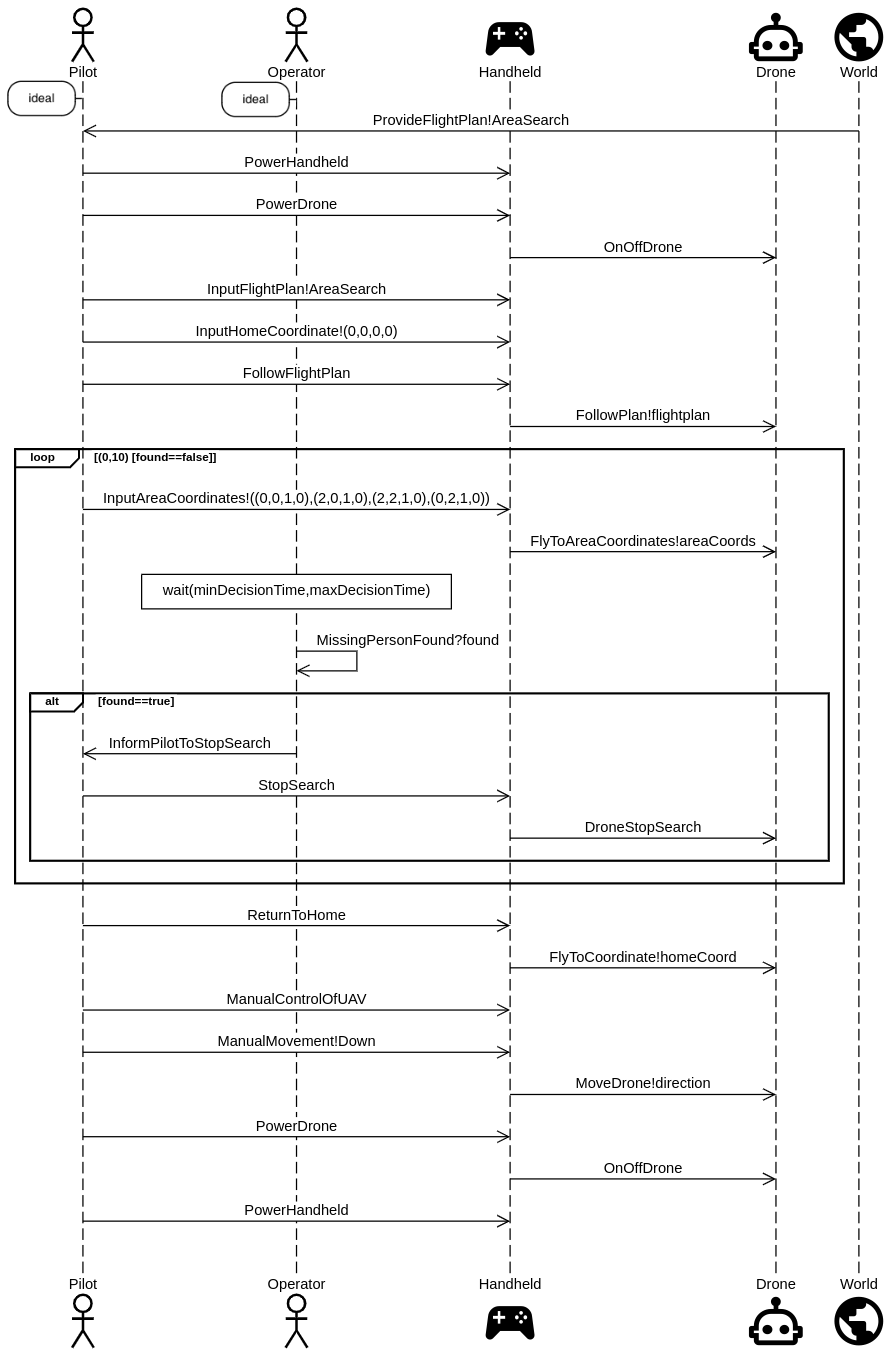 Pilot
Operator
Handheld
Drone
World
ideal
ideal
ProvideFlightPlan!AreaSearch
PowerHandheld
PowerDrone
OnOffDrone
InputFlightPlan!AreaSearch
InputHomeCoordinate!(0,0,0,0)
FollowFlightPlan
FollowPlan!flightplan
loop [(0,10) [found==false]]
InputAreaCoordinates!((0,0,1,0),(2,0,1,0),(2,2,1,0),(0,2,1,0))
FlyToAreaCoordinates!areaCoords
wait(minDecisionTime,maxDecisionTime)
MissingPersonFound?found
alt [found==true]
InformPilotToStopSearch
StopSearch
DroneStopSearch
ReturnToHome
FlyToCoordinate!homeCoord
ManualControlOfUAV
ManualMovement!Down
MoveDrone!direction
PowerDrone
OnOffDrone
PowerHandheld
Pilot
Operator
Handheld
Drone
World